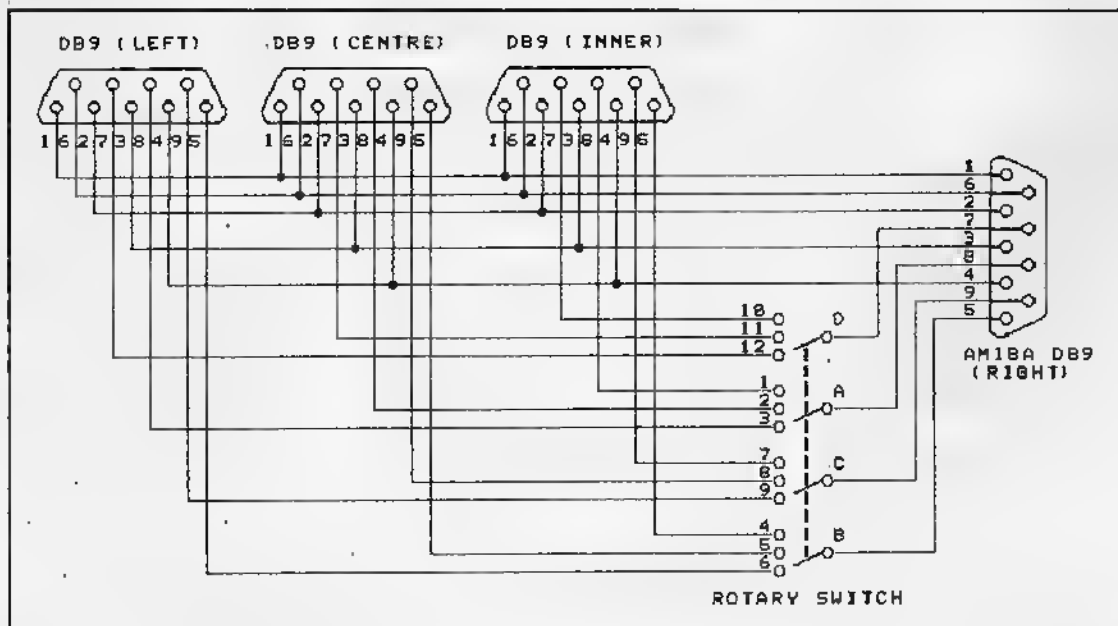 DB9 (LEFT)
DB9 (CENTRE)
DB9 (INNER)
1 6 2 7 3 8 4 9 5
1 6 2 7 3 8 4 9 5
1 6 2 7 3 8 4 9 6
1
6
2
7
3
8
4
9
5
AMIBA DB9
(RIGHT)
10
11
12
D
1
2
3
A
7
8
9
C
4
5
6
B
ROTARY SWITCH